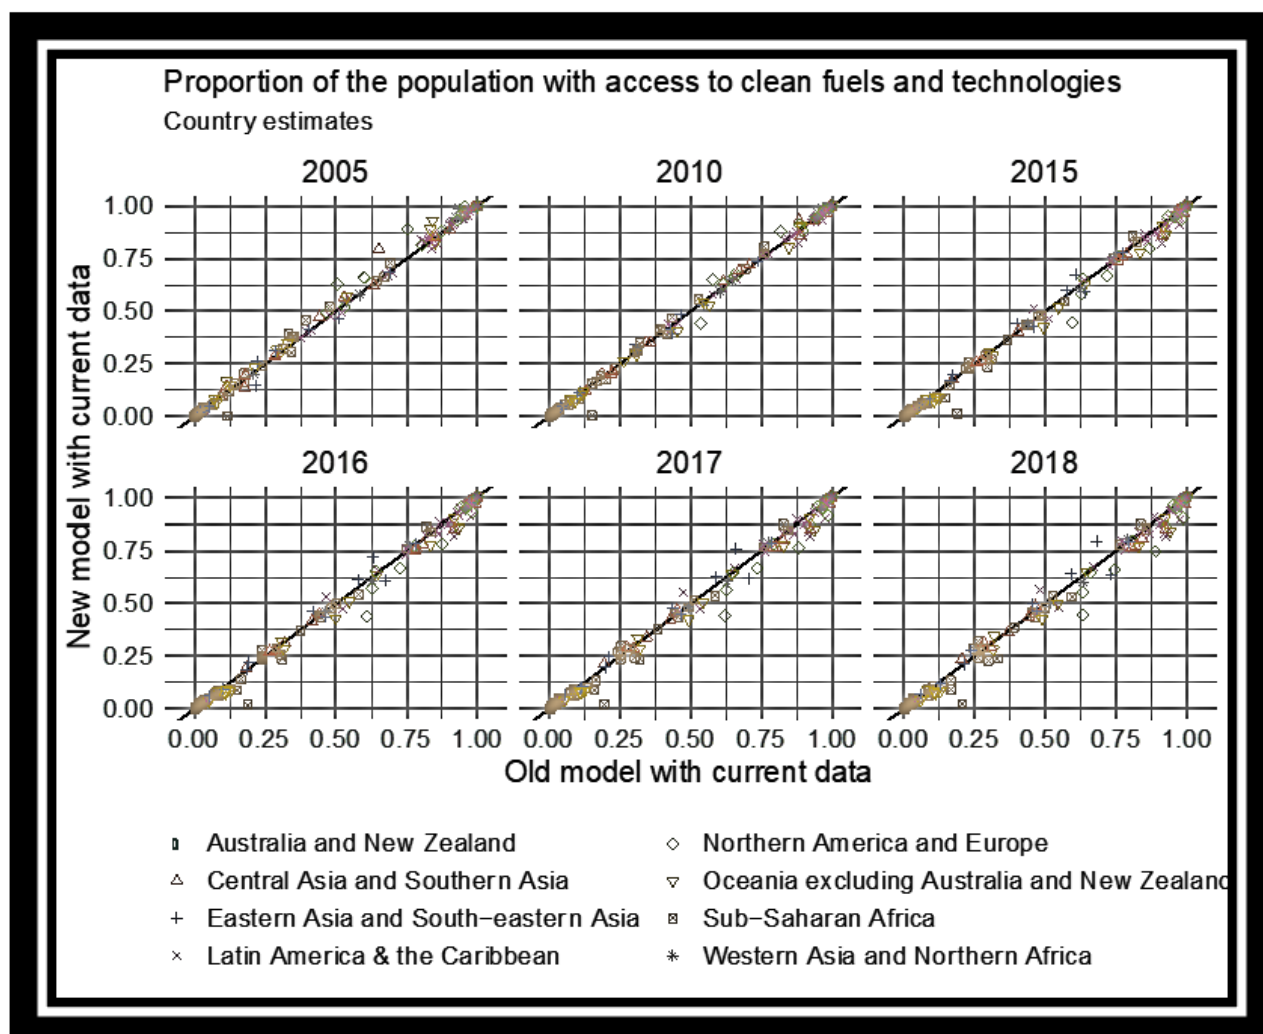 Proportion of the population with access to clean fuels and technologies
Country estimates
2005 2010 2015
1.00
0.75
0.50
0.25
0.00
2016 2017 2018
1.00
0.75
0.50
0.25
0.00
New model with current data
0.00 0.25 0.50 0.75 1.00 0.00 0.25 0.50 0.75 1.00 0.00 0.25 0.50 0.75 1.00
Old model with current data
Australia and New Zealand
Central Asia and Southern Asia
Eastern Asia and South−eastern Asia
Latin America & the Caribbean
Northern America and Europe
Oceania excluding Australia and New Zealand
Sub−Saharan Africa
Western Asia and Northern Africa